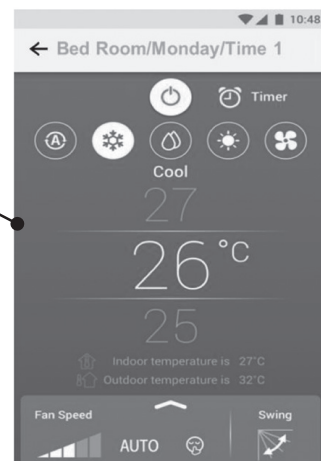 10:48
← Bed Room/Monday/Time 1
Timer
A
Cool
27
26°C
25
Indoor temperature is 27°C
Outdoor temperature is 32°C
Fan Speed
Swing
AUTO